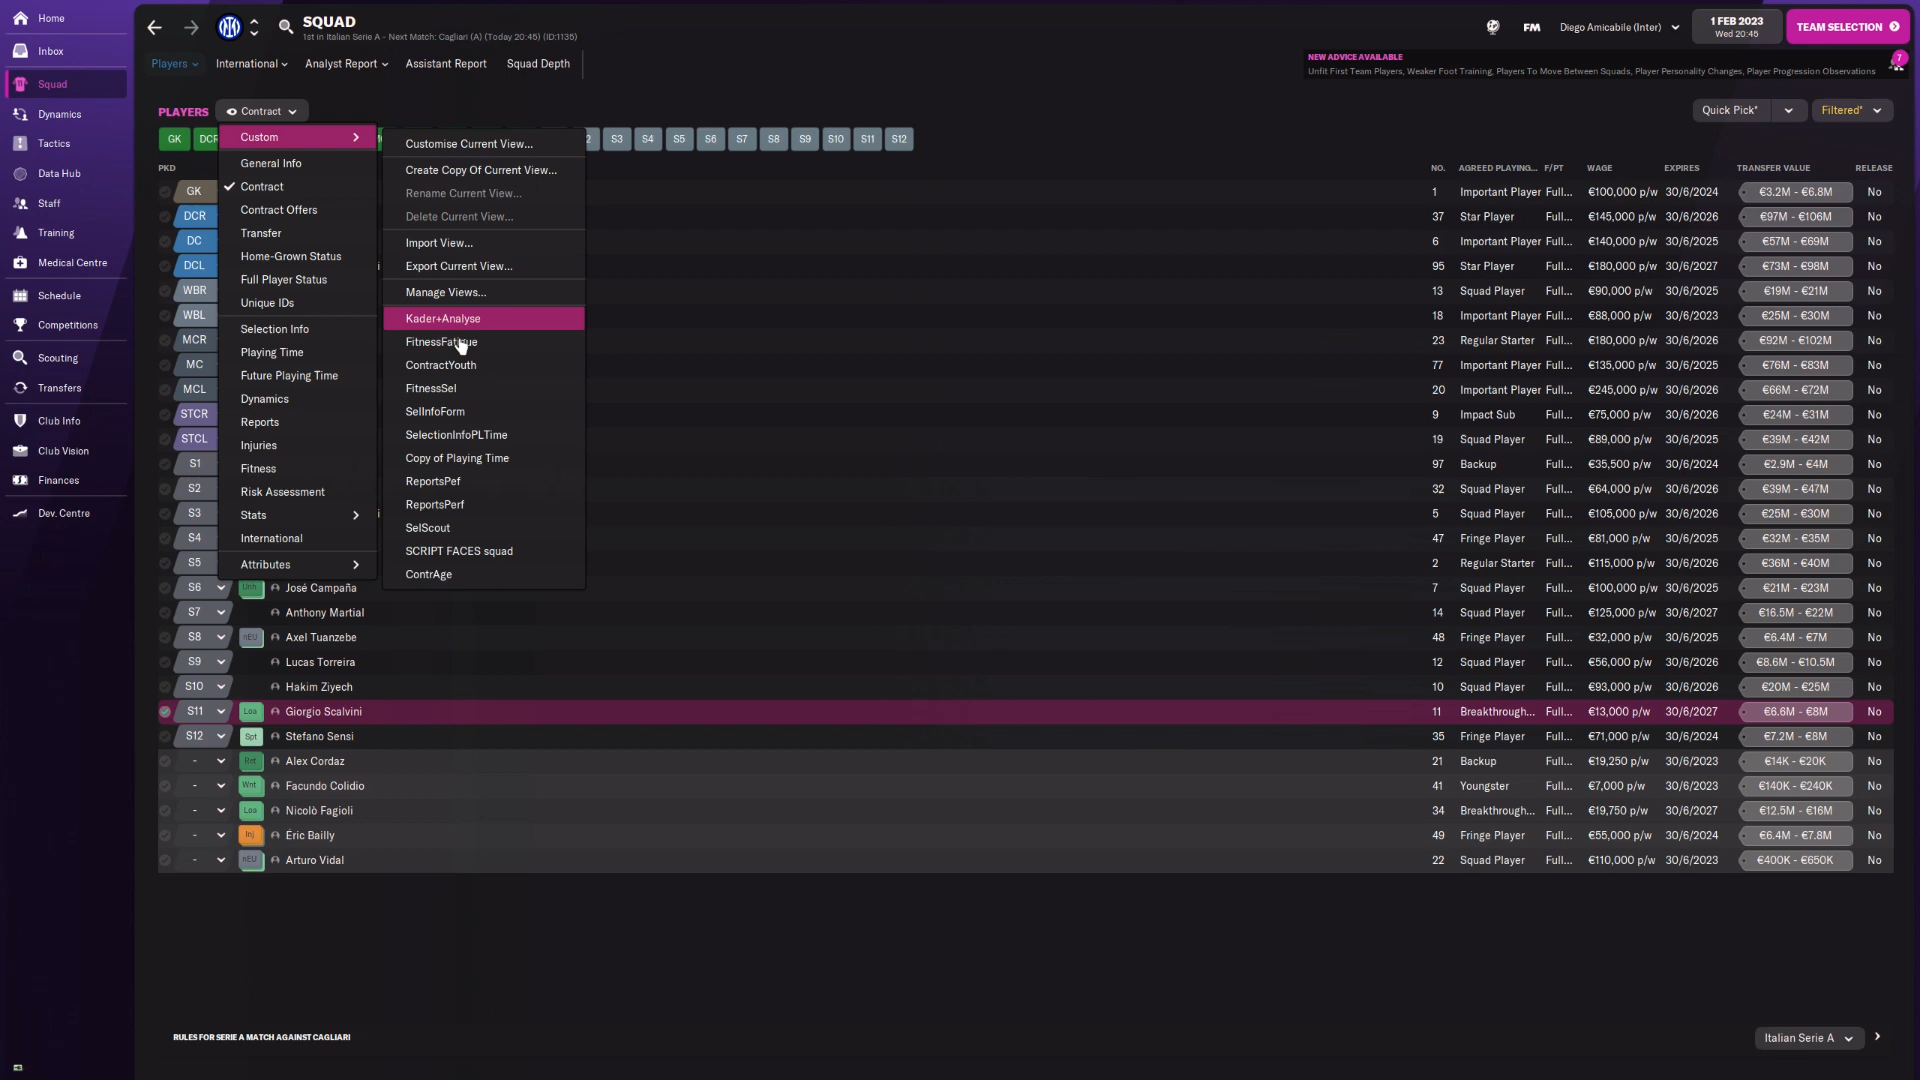 Home
Inbox
Squad
Dynamics
Tactics
Data Hub
Staff
Training
Medical Centre
Schedule
Competitions
Scouting
Transfers
Club Info
Club Vision
Finances
Dev. Centre
SQUAD
1st in Italian Serie A - Next Match: Cagliari (A) (Today 20:45) (ID:1135)
FM
Diego Amicabile (Inter)
1 FEB 2023
Wed 20:45
TEAM SELECTION
Players
International
Analyst Report
Assistant Report
Squad Depth
NEW ADVICE AVAILABLE
Unfit First Team Players, Weaker Foot Training, Players To Move Between Squads, Player Personality Changes, Player Progression Observations
7
PLAYERS
Contract
Quick Pick*
Filtered*
GK DCR S3 S4 S5 S6 S7 S8 S9 S10 S11 S12
Custom
General Info
Contract
Contract Offers
Transfer
Home-Grown Status
Full Player Status
Unique IDs
Selection Info
Playing Time
Future Playing Time
Dynamics
Reports
Injuries
Fitness
Risk Assessment
Stats
International
Attributes
Customise Current View...
Create Copy Of Current View...
Rename Current View...
Delete Current View...
Import View...
Export Current View...
Manage Views...
Kader+Analyse
FitnessFatigue
ContractYouth
FitnessSel
SelInfoForm
SelectionInfoPLTime
Copy of Playing Time
ReportsPef
ReportsPerf
SelScout
SCRIPT FACES squad
ContrAge
PKD NO. AGREED PLAYING... F/PT WAGE EXPIRES TRANSFER VALUE RELEASE
GK 1 Important Player Full... €100,000 p/w 30/6/2024 €3.2M - €6.8M No
DCR 37 Star Player Full... €145,000 p/w 30/6/2026 €97M - €106M No
DC 6 Important Player Full... €140,000 p/w 30/6/2025 €57M - €69M No
DCL 95 Star Player Full... €180,000 p/w 30/6/2027 €73M - €98M No
WBR 13 Squad Player Full... €90,000 p/w 30/6/2025 €19M - €21M No
WBL 18 Important Player Full... €88,000 p/w 30/6/2023 €25M - €30M No
MCR 23 Regular Starter Full... €180,000 p/w 30/6/2026 €92M - €102M No
MC 77 Important Player Full... €135,000 p/w 30/6/2025 €76M - €83M No
MCL 20 Important Player Full... €245,000 p/w 30/6/2026 €66M - €72M No
STCR 9 Impact Sub Full... €75,000 p/w 30/6/2026 €24M - €31M No
STCL 19 Squad Player Full... €89,000 p/w 30/6/2025 €39M - €42M No
S1 97 Backup Full... €35,500 p/w 30/6/2024 €2.9M - €4M No
S2 32 Squad Player Full... €64,000 p/w 30/6/2026 €39M - €47M No
S3 5 Squad Player Full... €105,000 p/w 30/6/2026 €25M - €30M No
S4 47 Fringe Player Full... €81,000 p/w 30/6/2025 €32M - €35M No
S5 2 Regular Starter Full... €115,000 p/w 30/6/2026 €36M - €40M No
S6 Unh José Campaña 7 Squad Player Full... €100,000 p/w 30/6/2025 €21M - €23M No
S7 Anthony Martial 14 Squad Player Full... €125,000 p/w 30/6/2027 €16.5M - €22M No
S8 nEU Axel Tuanzebe 48 Fringe Player Full... €32,000 p/w 30/6/2025 €6.4M - €7M No
S9 Lucas Torreira 12 Squad Player Full... €56,000 p/w 30/6/2026 €8.6M - €10.5M No
S10 Hakim Ziyech 10 Squad Player Full... €93,000 p/w 30/6/2026 €20M - €25M No
S11 Loa Giorgio Scalvini 11 Breakthrough... Full... €13,000 p/w 30/6/2027 €6.6M - €8M No
S12 Spt Stefano Sensi 35 Fringe Player Full... €71,000 p/w 30/6/2024 €7.2M - €8M No
- Ret Alex Cordaz 21 Backup Full... €19,250 p/w 30/6/2023 €14K - €20K No
- Wnt Facundo Colidio 41 Youngster Full... €7,000 p/w 30/6/2023 €140K - €240K No
- Loa Nicolò Fagioli 34 Breakthrough... Full... €19,750 p/w 30/6/2027 €12.5M - €16M No
- Inj Éric Bailly 49 Fringe Player Full... €55,000 p/w 30/6/2024 €6.4M - €7.8M No
- nEU Arturo Vidal 22 Squad Player Full... €110,000 p/w 30/6/2023 €400K - €650K No
RULES FOR SERIE A MATCH AGAINST CAGLIARI
Italian Serie A